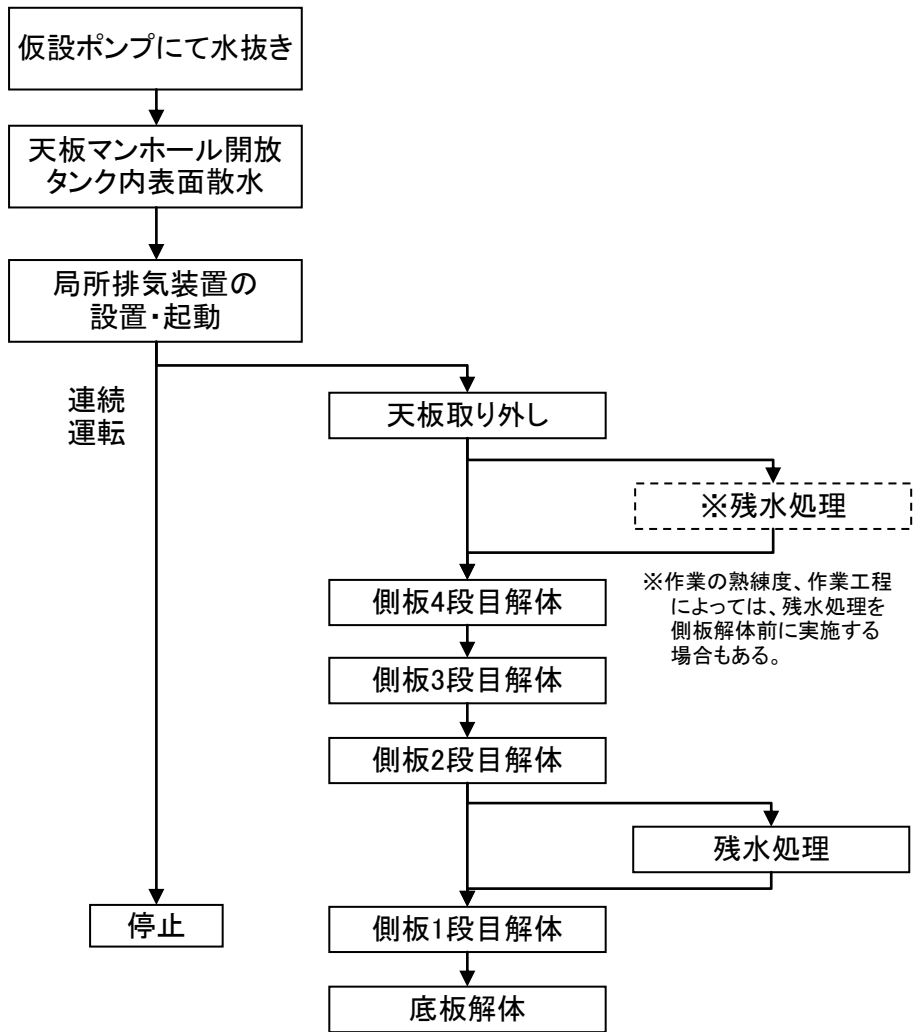 仮設ポンプにて水抜き
天板マンホール開放
タンク内表面散水
局所排気装置の
設置・起動
連続
運転
天板取り外し
※残水処理
※作業の熟練度、作業工程
によっては、残水処理を
側板解体前に実施する
場合もある。
側板4段目解体
側板3段目解体
側板2段目解体
残水処理
停止
側板1段目解体
底板解体